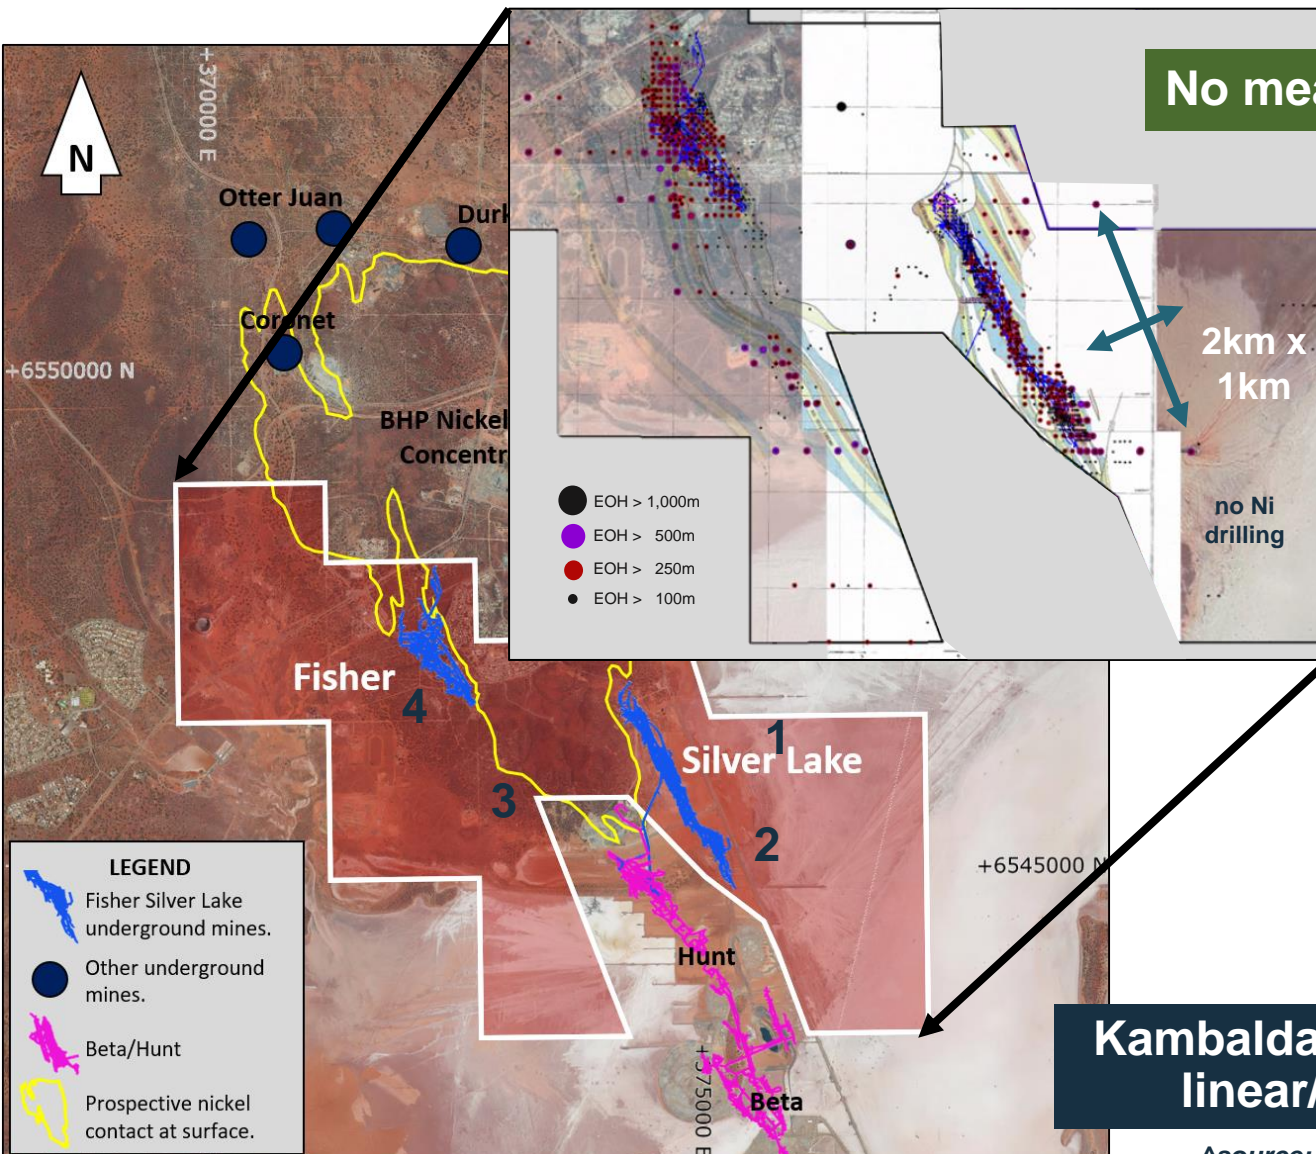 No mea
+370000 E
N
Otter Juan
Durk
Coronet
+6550000 N
BHP Nickel
Concentr
2km x
1km
no Ni
drilling
EOH > 1,000m
EOH > 500m
EOH > 250m
EOH > 100m
Fisher
4
1
Silver Lake
3
2
+6545000 N
Hunt
+375000 E
Beta
LEGEND
Fisher Silver Lake
underground mines.
Other underground
mines.
Beta/Hunt
Prospective nickel
contact at surface.
Kambalda
linear/